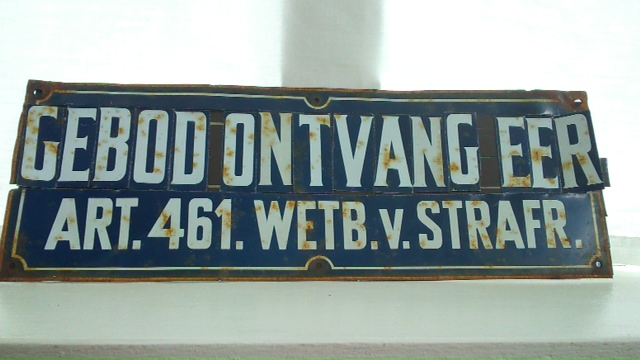 GEBOD ONTVANG EER
ART. 461. WETB. v. STRAFR.